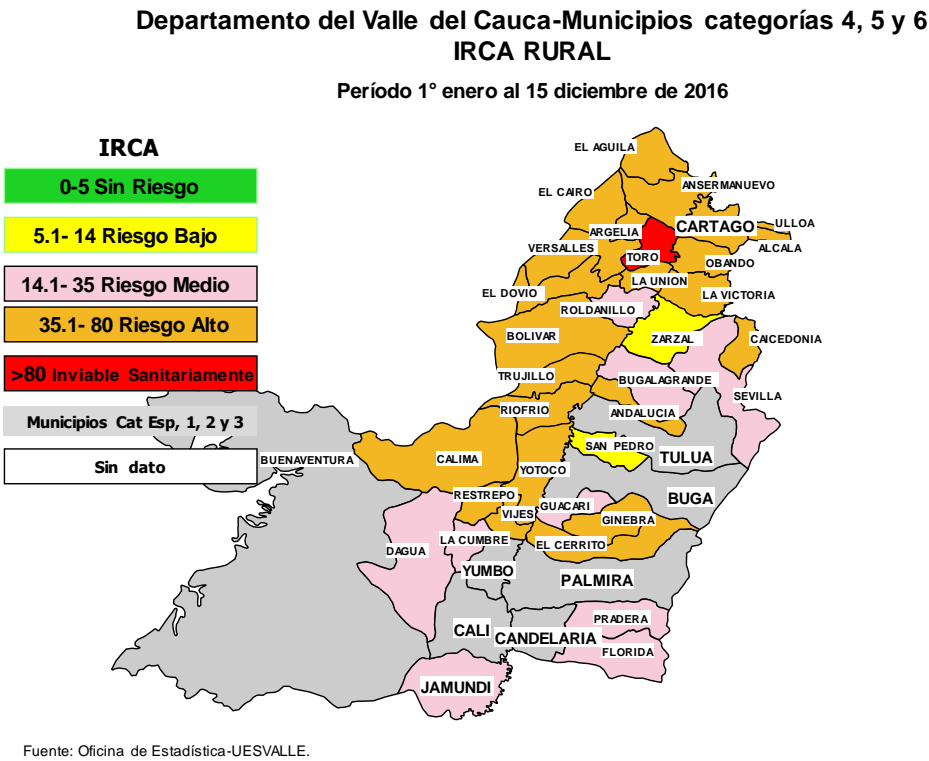 Departamento del Valle del Cauca-Municipios categorías 4, 5 y 6
IRCA RURAL
Período 1° enero al 15 diciembre de 2016
IRCA
0-5 Sin Riesgo
5.1- 14 Riesgo Bajo
14.1- 35 Riesgo Medio
35.1- 80 Riesgo Alto
>80 Inviable Sanitariamente
Municipios Cat Esp, 1, 2 y 3
Sin dato
EL AGUILA
ANSERMANUEVO
EL CAIRO
ULLOA
CARTAGO
ARGELIA
VERSALLES
ALCALA
TORO
OBANDO
LA UNION
EL DOVIO
LA VICTORIA
ROLDANILLO
BOLIVAR
ZARZAL
CAICEDONIA
TRUJILLO
BUGALAGRANDE
SEVILLA
RIOFRIO
ANDALUCIA
SAN PEDRO
TULUA
BUENAVENTURA
CALIMA
YOTOCO
RESTREPO
BUGA
GUACARI
VIJES
GINEBRA
LA CUMBRE
EL CERRITO
DAGUA
YUMBO
PALMIRA
PRADERA
CALI
CANDELARIA
FLORIDA
JAMUNDI
Fuente: Oficina de Estadística-UESVALLE.